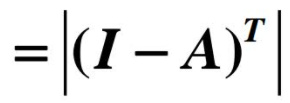 = |(I − A)^T|